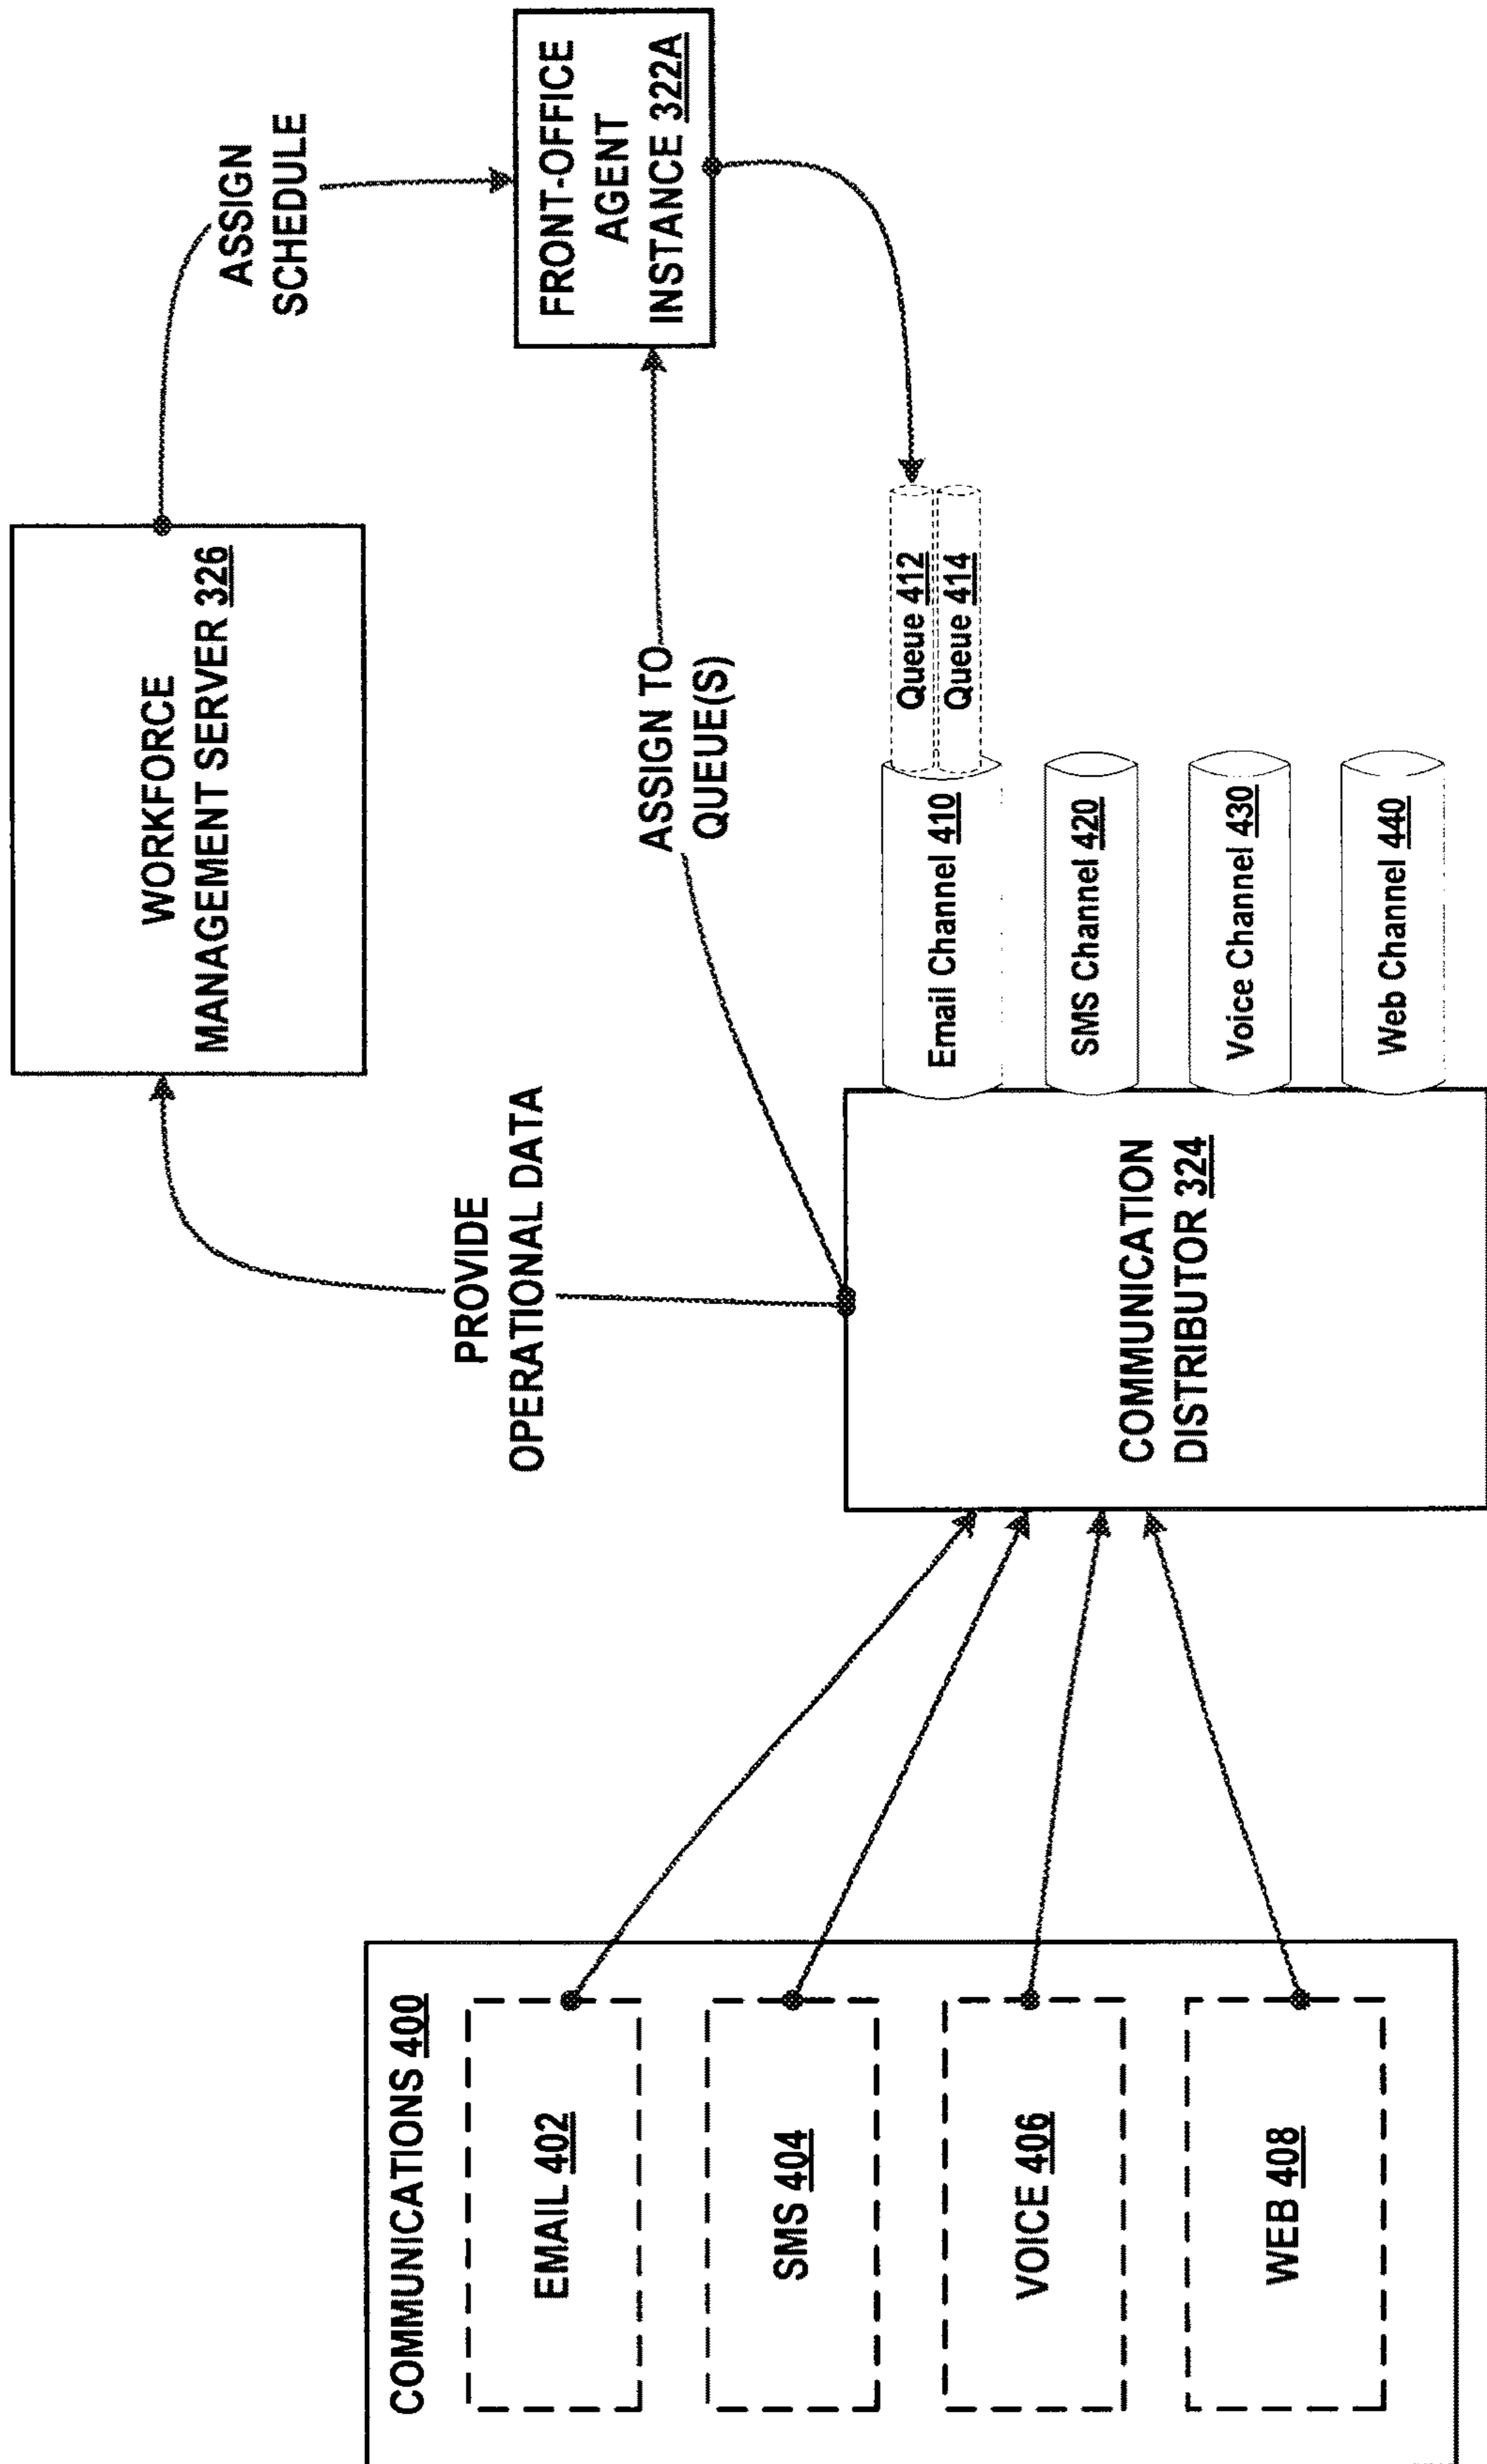 COMMUNICATIONS 400
EMAIL 402
SMS 404
VOICE 406
WEB 408
PROVIDE
OPERATIONAL DATA
WORKFORCE
MANAGEMENT SERVER 326
ASSIGN
SCHEDULE
FRONT-OFFICE
AGENT
INSTANCE 322A
ASSIGN TO
QUEUE(S)
COMMUNICATION
DISTRIBUTOR 324
Email Channel 410
Queue 412
Queue 414
SMS Channel 420
Voice Channel 430
Web Channel 440